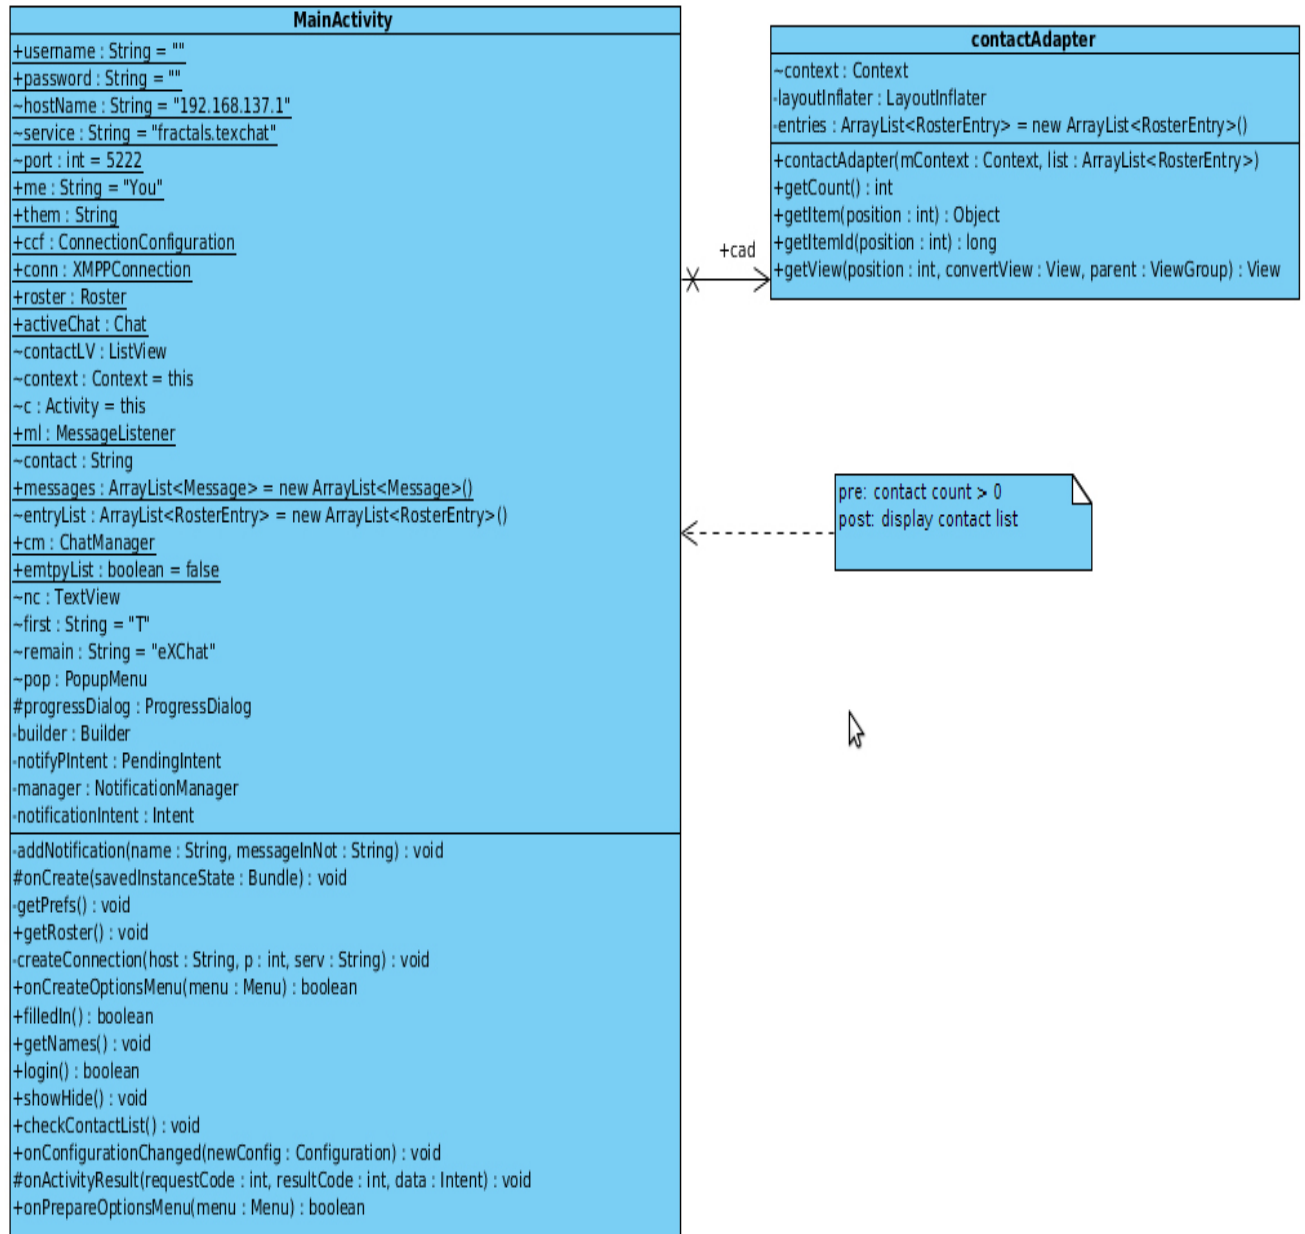 MainActivity
+username : String = ""
+password : String = ""
~hostName : String = "192.168.137.1"
~service : String = "fractals.texchat"
~port : int = 5222
+me : String = "You"
+them : String
+ccf : ConnectionConfiguration
+conn : XMPPConnection
+roster : Roster
+activeChat : Chat
~contactLV : ListView
~context : Context = this
~c : Activity = this
+ml : MessageListener
~contact : String
+messages : ArrayList<Message> = new ArrayList<Message>()
~entryList : ArrayList<RosterEntry> = new ArrayList<RosterEntry>()
+cm : ChatManager
+emtpyList : boolean = false
~nc : TextView
~first : String = "T"
~remain : String = "eXChat"
~pop : PopupMenu
#progressDialog : ProgressDialog
-builder : Builder
-notifyPIntent : PendingIntent
-manager : NotificationManager
-notificationIntent : Intent
-addNotification(name : String, messageInNot : String) : void
#onCreate(savedInstanceState : Bundle) : void
-getPrefs() : void
+getRoster() : void
-createConnection(host : String, p : int, serv : String) : void
+onCreateOptionsMenu(menu : Menu) : boolean
+filledIn() : boolean
+getNames() : void
+login() : boolean
+showHide() : void
+checkContactList() : void
+onConfigurationChanged(newConfig : Configuration) : void
#onActivityResult(requestCode : int, resultCode : int, data : Intent) : void
+onPrepareOptionsMenu(menu : Menu) : boolean
+cad
contactAdapter
~context : Context
-layoutInflater : LayoutInflater
-entries : ArrayList<RosterEntry> = new ArrayList<RosterEntry>()
+contactAdapter(mContext : Context, list : ArrayList<RosterEntry>)
+getCount() : int
+getItem(position : int) : Object
+getItemId(position : int) : long
+getView(position : int, convertView : View, parent : ViewGroup) : View
pre: contact count > 0
post: display contact list